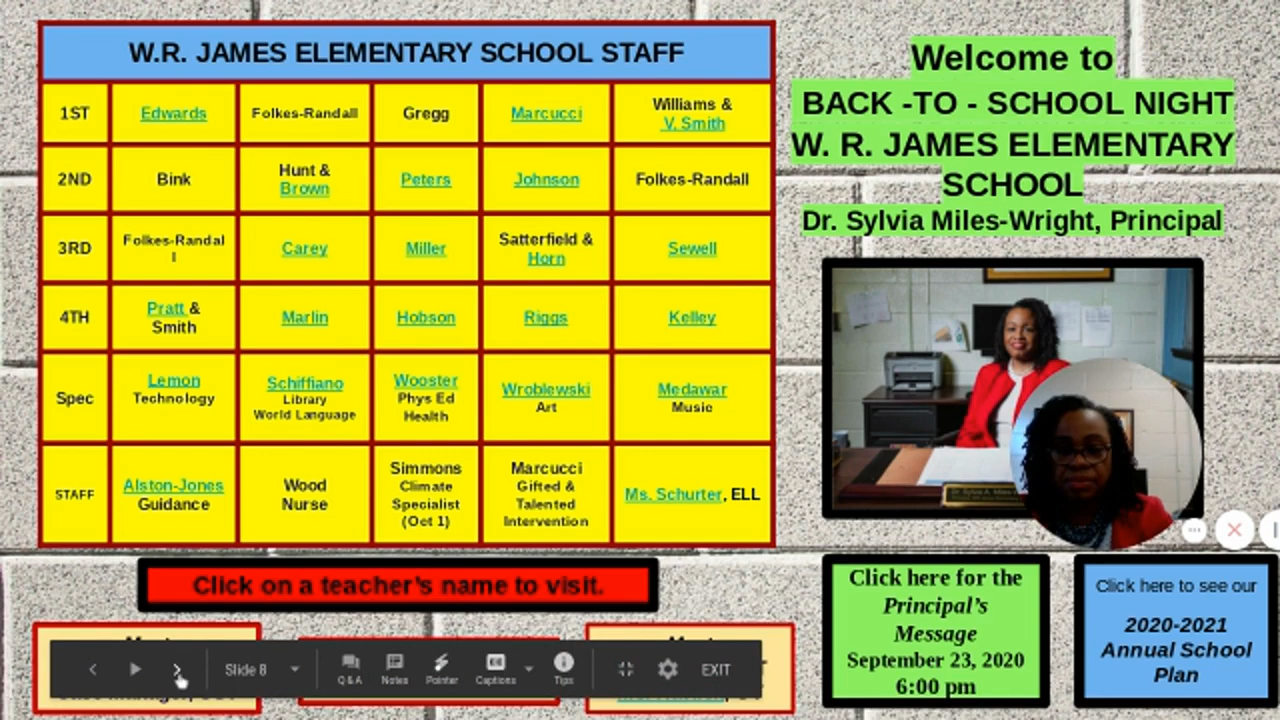 W.R. JAMES ELEMENTARY SCHOOL STAFF
1ST Edwards Folkes-Randall Gregg Marcucci Williams &
V. Smith
2ND Bink Hunt &
Brown Peters Johnson Folkes-Randall
3RD Folkes-Randal
l Carey Miller Satterfield &
Horn Sewell
4TH Pratt &
Smith Marlin Hobson Riggs Kelley
Spec Lemon
Technology Schiffiano
Library
World Language Wooster
Phys Ed
Health Wroblewski
Art Medawar
Music
STAFF Alston-Jones
Guidance Wood
Nurse Simmons
Climate
Specialist
(Oct 1) Marcucci
Gifted &
Talented
Intervention Ms. Schurter, ELL
Click on a teacher's name to visit.
Welcome to
BACK -TO - SCHOOL NIGHT
W. R. JAMES ELEMENTARY
SCHOOL
Dr. Sylvia Miles-Wright, Principal
Click here for the
Principal's
Message
September 23, 2020
6:00 pm
Click here to see our
2020-2021
Annual School
Plan
Slide 8
Q&A
Notes
Pointer
Captions
Tips
EXIT